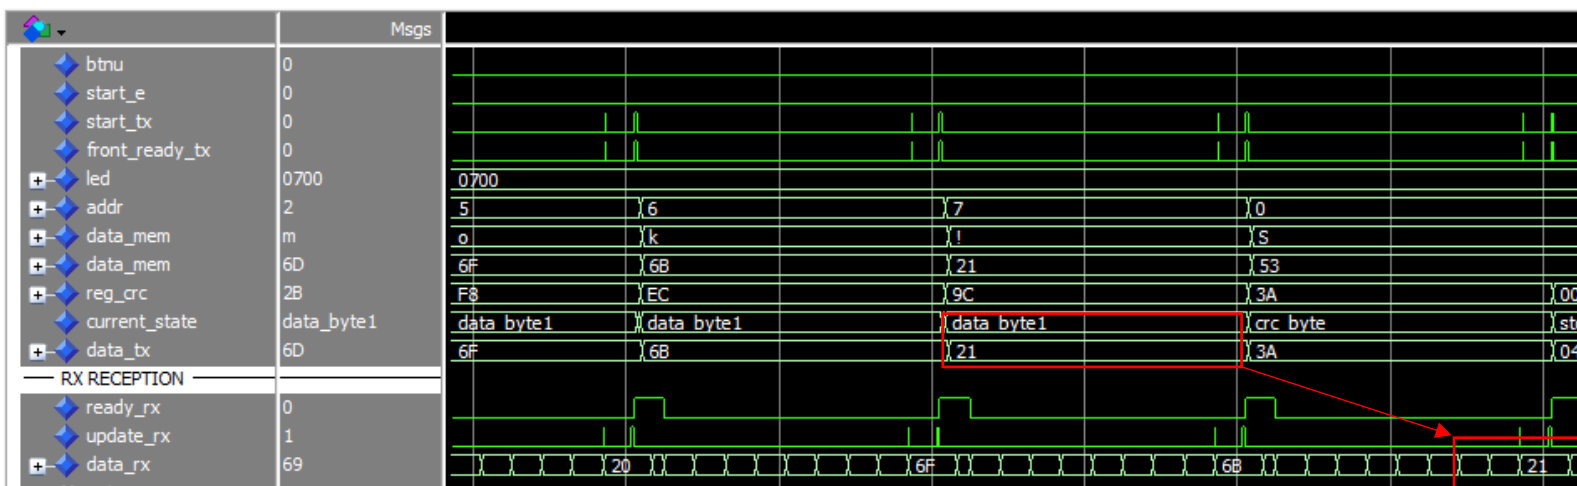 Msgs
btnu 0
start_e 0
start_tx 0
front_ready_tx 0
led 0700 0700
addr 2 5 6 7 0
data_mem m o k ! S
data_mem 6D 6F 6B 21 53
reg_crc 2B F8 EC 9C 3A 00
current_state data_byte1 data_byte1 data_byte1 data_byte1 crc_byte
data_tx 6D 6F 6B 21 3A 04
RX RECEPTION
ready_rx 0
update_rx 1
data_rx 69 20 6F 6B 21